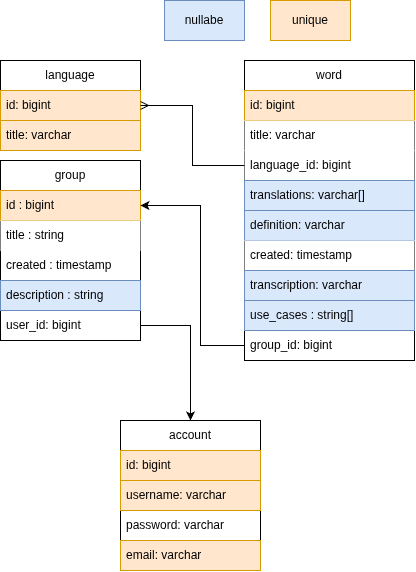 nullabe
unique
language
id: bigint
title: varchar
word
id: bigint
title: varchar
language_id: bigint
translations: varchar[]
definition: varchar
created: timestamp
transcription: varchar
use_cases : string[]
group_id: bigint
group
id : bigint
title : string
created : timestamp
description : string
user_id: bigint
account
id: bigint
username: varchar
password: varchar
email: varchar